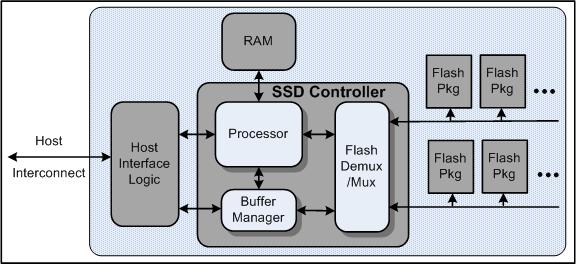 RAM
SSD Controller
Flash
Pkg
Flash
Pkg
...
Host
Interconnect
Host
Interface
Logic
Processor
Buffer
Manager
Flash
Demux
/Mux
Flash
Pkg
Flash
Pkg
...